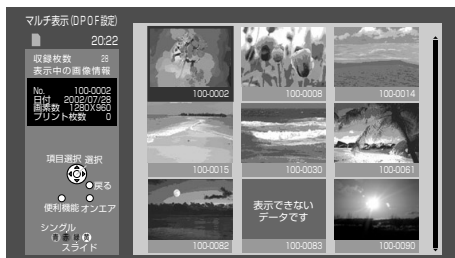 マルチ表示(DPOF設定)
20:22
収録枚数 28
表示中の画像情報
No. 100-0002
日付 2002/07/28
画素数 1280X960
プリント枚数 0
項目選択 選択
戻る
便利機能 オンエア
シングル
青 赤 緑 黄
スライド
100-0002
100-0008
100-0014
100-0015
100-0030
100-0061
100-0082
表示できない
データです
100-0083
100-0090